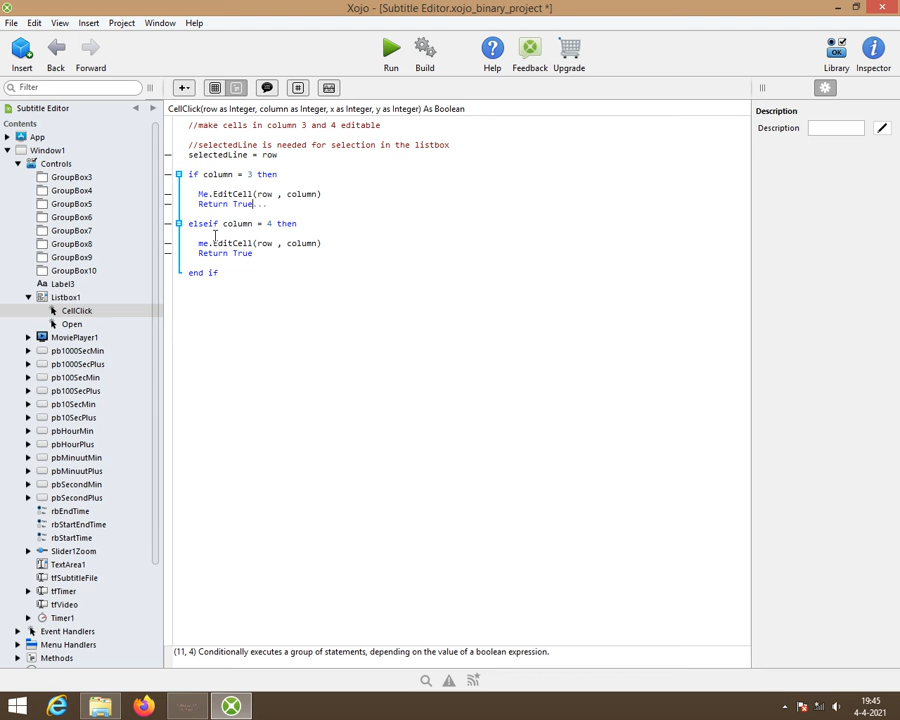 Xojo - [Subtitle Editor.xojo_binary_project *]
File Edit View Insert Project Window Help
Insert Back Forward Run Build Help Feedback Upgrade Library Inspector
OK
Filter
Subtitle Editor
CellClick(row as Integer, column as Integer, x as Integer, y as Integer) As Boolean
Contents
App
Window1
Controls
GroupBox3
GroupBox4
GroupBox5
GroupBox6
GroupBox7
GroupBox8
GroupBox9
GroupBox10
Label3
Listbox1
CellClick
Open
MoviePlayer1
pb1000SecMin
pb1000SecPlus
pb100SecMin
pb100SecPlus
pb10SecMin
pb10SecPlus
pbHourMin
pbHourPlus
pbMinuutMin
pbMinuutPlus
pbSecondMin
pbSecondPlus
rbEndTime
rbStartEndTime
rbStartTime
Slider1Zoom
TextArea1
tfSubtitleFile
tfTimer
tfVideo
Timer1
Event Handlers
Menu Handlers
Methods
//make cells in column 3 and 4 editable
//selectedLine is needed for selection in the listbox
selectedLine = row
if column = 3 then
Me.EditCell(row , column)
Return True...
elseif column = 4 then
me.EditCell(row , column)
Return True
end if
(11, 4) Conditionally executes a group of statements, depending on the value of a boolean expression.
Description
Description
19:45
4-4-2021